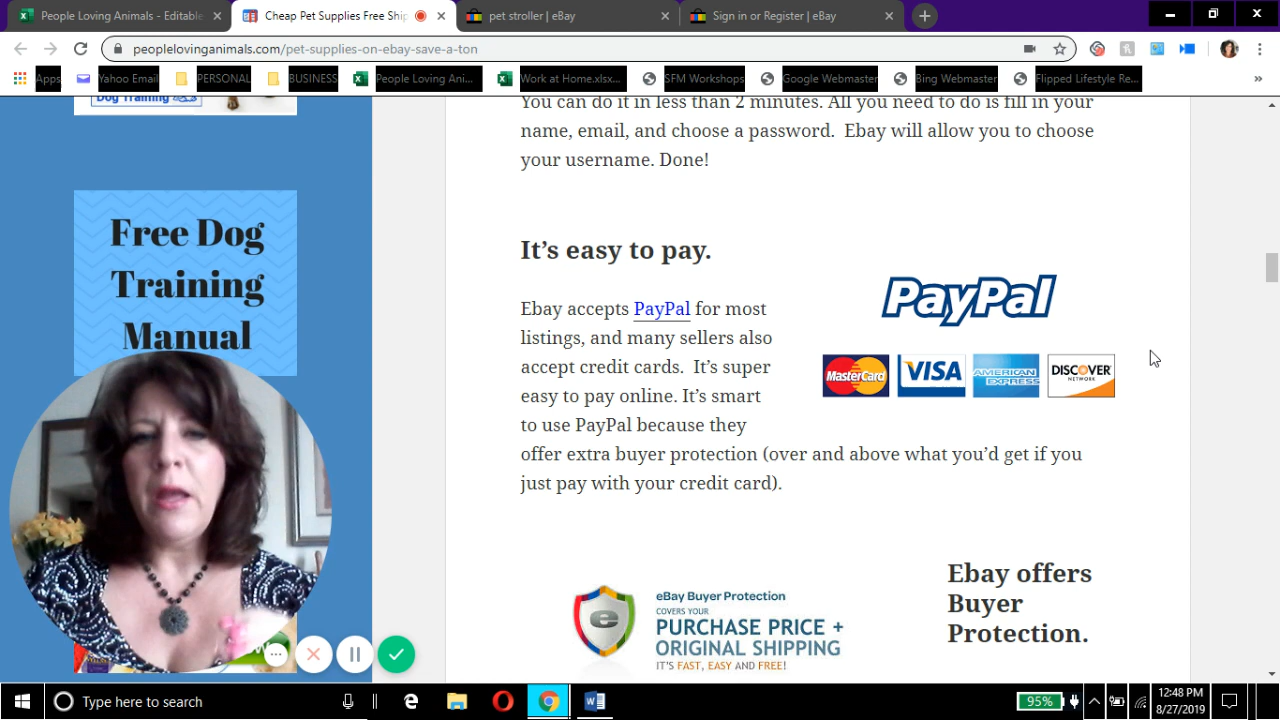 People Loving Animals - Editable
Cheap Pet Supplies Free Ship
pet stroller | eBay
Sign in or Register | eBay
peoplelovinganimals.com/pet-supplies-on-ebay-save-a-ton
Apps
Yahoo Email
PERSONAL
BUSINESS
People Loving Ani...
Work at Home.xlsx...
SFM Workshops
Google Webmaster
Bing Webmaster
Flipped Lifestyle Re...
»
Dog Training
You can do it in less than 2 minutes. All you need to do is fill in your
name, email, and choose a password. Ebay will allow you to choose
your username. Done!
Free Dog
Training
Manual
It's easy to pay.
Ebay accepts PayPal for most
listings, and many sellers also
accept credit cards. It's super
easy to pay online. It's smart
to use PayPal because they
offer extra buyer protection (over and above what you'd get if you
just pay with your credit card).
PayPal
MasterCard
VISA
AMERICAN
EXPRESS
DISCOVER
NETWORK
e
eBay Buyer Protection
COVERS YOUR
PURCHASE PRICE +
ORIGINAL SHIPPING
IT'S FAST, EASY AND FREE!
Ebay offers
Buyer
Protection.
Type here to search
95%
12:48 PM
8/27/2019